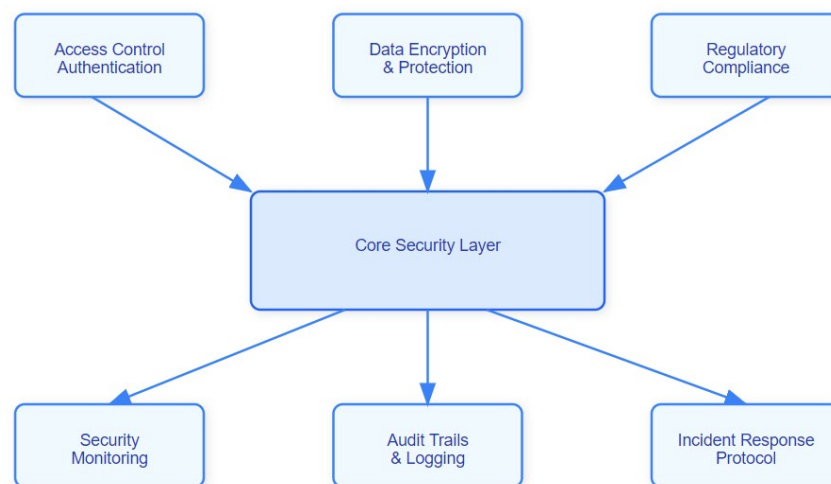 Access Control
Authentication
Data Encryption
& Protection
Regulatory
Compliance
Core Security Layer
Security
Monitoring
Audit Trails
& Logging
Incident Response
Protocol